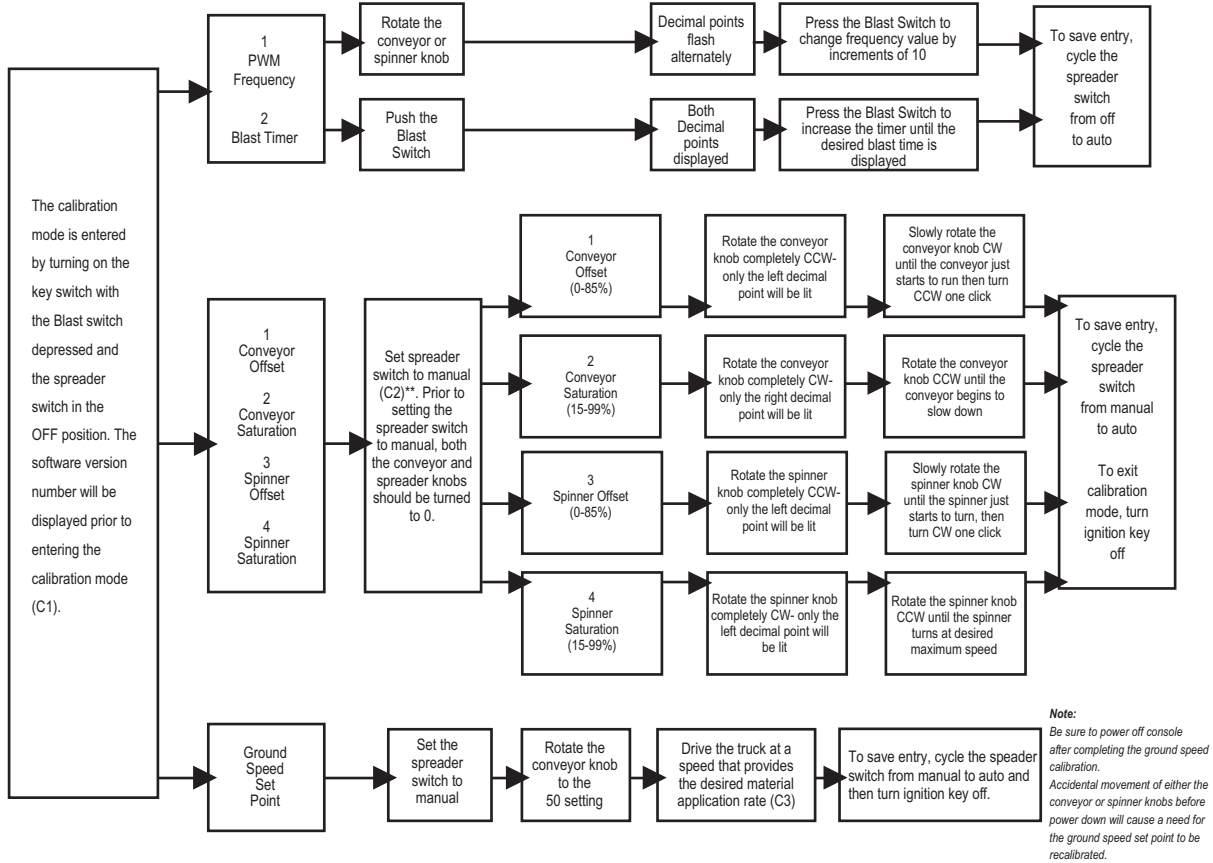 The calibration
mode is entered
by turning on the
key switch with
the Blast switch
depressed and
the spreader
switch in the
OFF position. The
software version
number will be
displayed prior to
entering the
calibration mode
(C1).
1
PWM
Frequency
2
Blast Timer
Rotate the
conveyor or
spinner knob
Decimal points
flash
alternately
Press the Blast Switch to
change frequency value by
increments of 10
Push the
Blast
Switch
Both
Decimal
points
displayed
Press the Blast Switch to
increase the timer until the
desired blast time is
displayed
To save entry,
cycle the
spreader
switch
from off
to auto
1
Conveyor
Offset
2
Conveyor
Saturation
3
Spinner
Offset
4
Spinner
Saturation
Set spreader
switch to manual
(C2)**. Prior to
setting the
spreader switch
to manual, both
the conveyor and
spreader knobs
should be turned
to 0.
1
Conveyor
Offset
(0-85%)
Rotate the conveyor
knob completely CCW-
only the left decimal
point will be lit
Slowly rotate the
conveyor knob CW
until the conveyor just
starts to run then turn
CCW one click
2
Conveyor
Saturation
(15-99%)
Rotate the conveyor
knob completely CW-
only the right decimal
point will be lit
Rotate the conveyor
knob CCW until the
conveyor begins to
slow down
3
Spinner Offset
(0-85%)
Rotate the spinner
knob completely CCW-
only the left decimal
point will be lit
Slowly rotate the
spinner knob CW
until the spinner just
starts to turn, then
turn CW one click
4
Spinner
Saturation
(15-99%)
Rotate the spinner knob
completely CW- only the
left decimal point will
be lit
Rotate the spinner knob
CCW until the spinner
turns at desired
maximum speed
To save entry,
cycle the
spreader
switch
from manual
to auto
To exit
calibration
mode, turn
ignition key
off
Ground
Speed
Set
Point
Set the
spreader
switch to
manual
Rotate the
conveyor knob
to the
50 setting
Drive the truck at a
speed that provides
the desired material
application rate (C3)
To save entry, cycle the speader
switch from manual to auto and
then turn ignition key off.
Note:
Be sure to power off console
after completing the ground speed
calibration.
Accidental movement of either the
conveyor or spinner knobs before
power down will cause a need for
the ground speed set point to be
recalibrated.